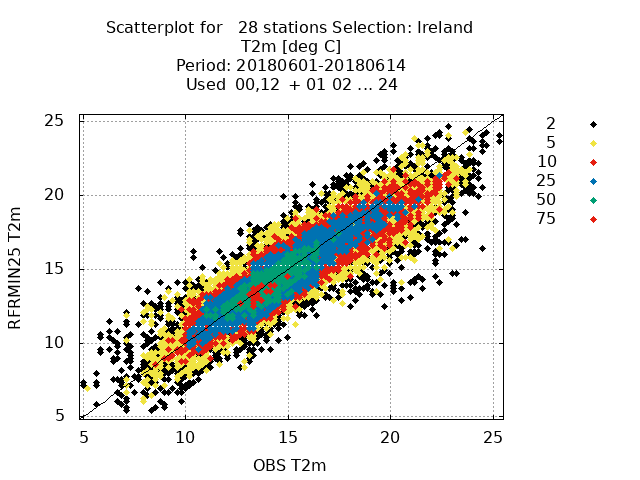 Scatterplot for 28 stations Selection: Ireland
T2m [deg C]
Period: 20180601-20180614
Used 00,12 + 01 02 ... 24
RFRMIN25 T2m
25
20
15
10
5
5 10 15 20 25
OBS T2m
2
5
10
25
50
75